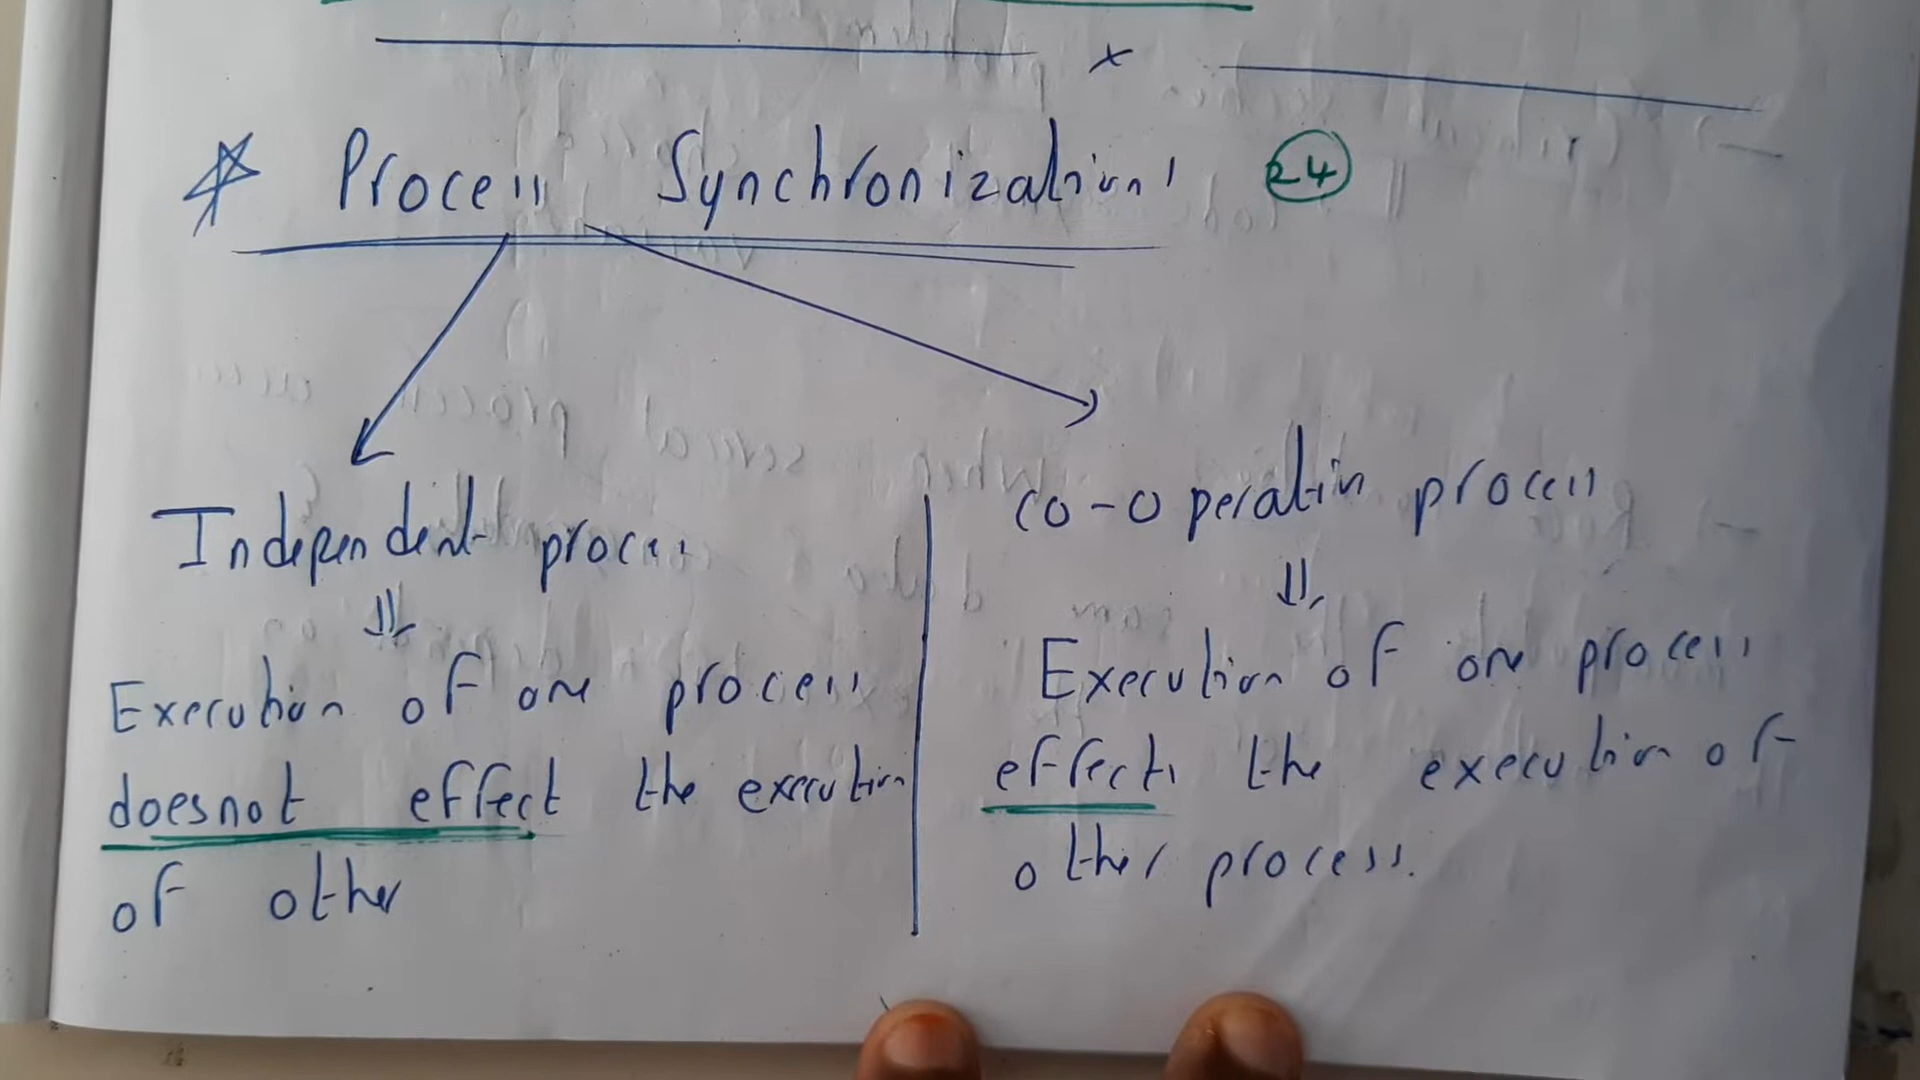 * Process Synchronization: 24
Independent process
⇓
Execution of one process
doesnot effect the execution
of other
co-operatin process
⇓
Execution of one process
effects the execution of
other process.